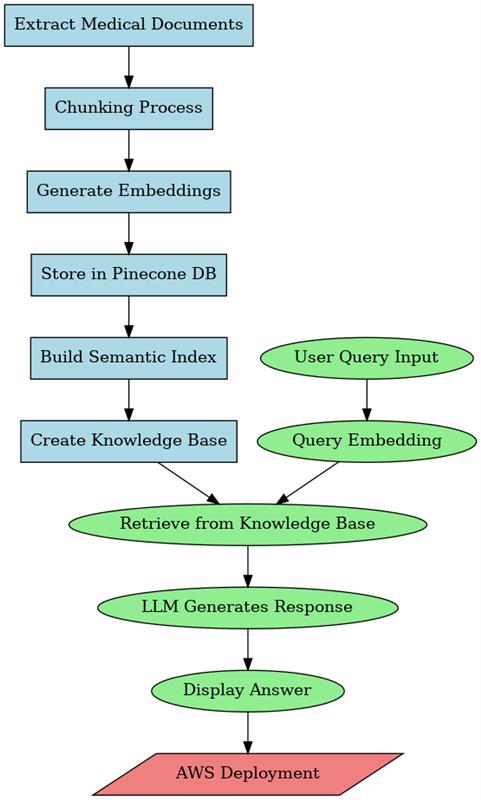 Extract Medical Documents
Chunking Process
Generate Embeddings
Store in Pinecone DB
Build Semantic Index
User Query Input
Create Knowledge Base
Query Embedding
Retrieve from Knowledge Base
LLM Generates Response
Display Answer
AWS Deployment